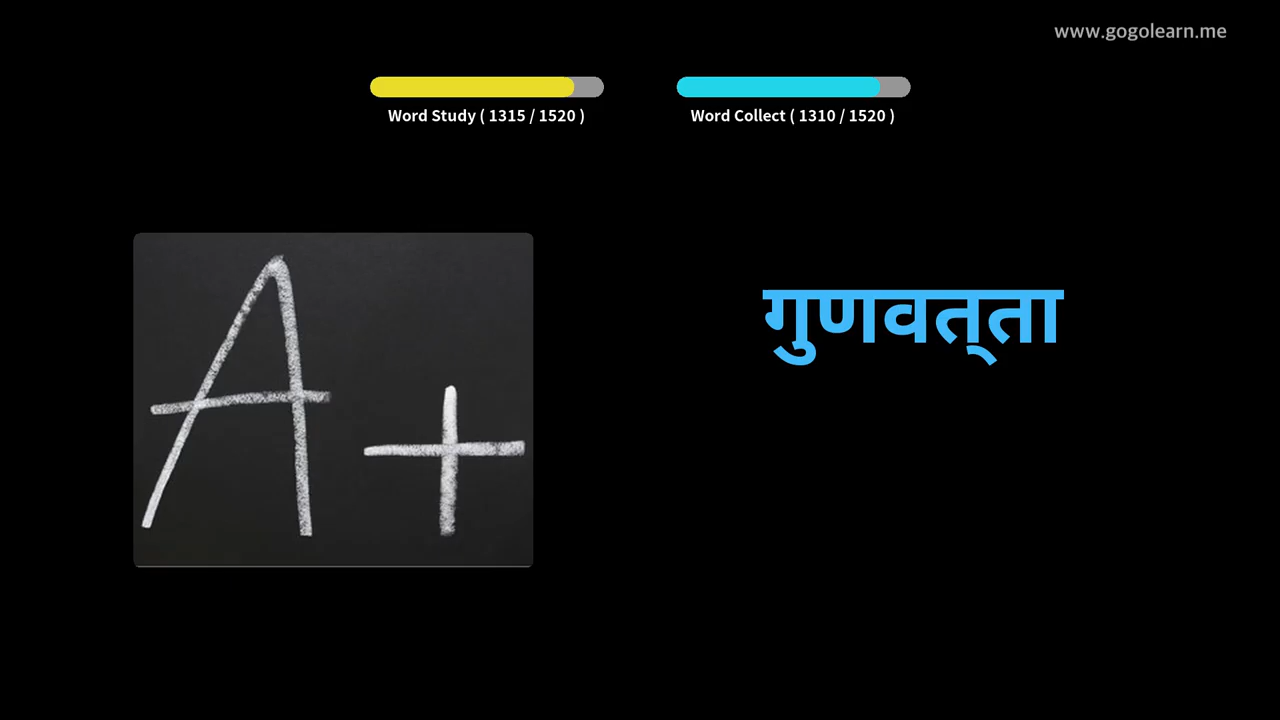 www.gogolearn.me
Word Study ( 1315 / 1520 )
Word Collect ( 1310 / 1520 )
A+
गुणवत्‌ता